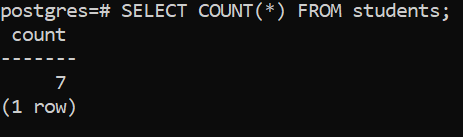 postgres=# SELECT COUNT(*) FROM students;
 count
-------
     7
(1 row)